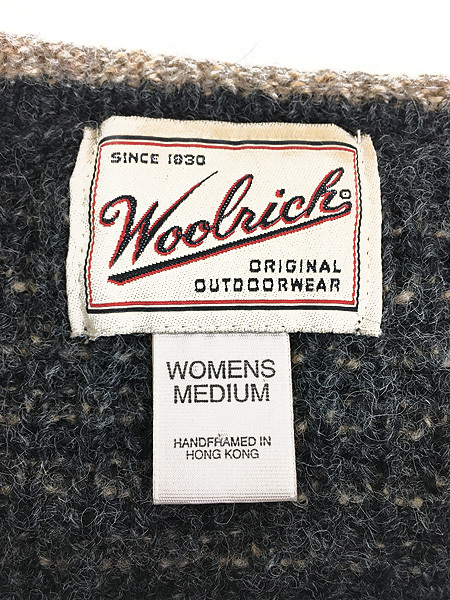 SINCE 1830
Woolrich®
ORIGINAL
OUTDOORWEAR
WOMENS
MEDIUM
HANDFRAMED IN
HONG KONG